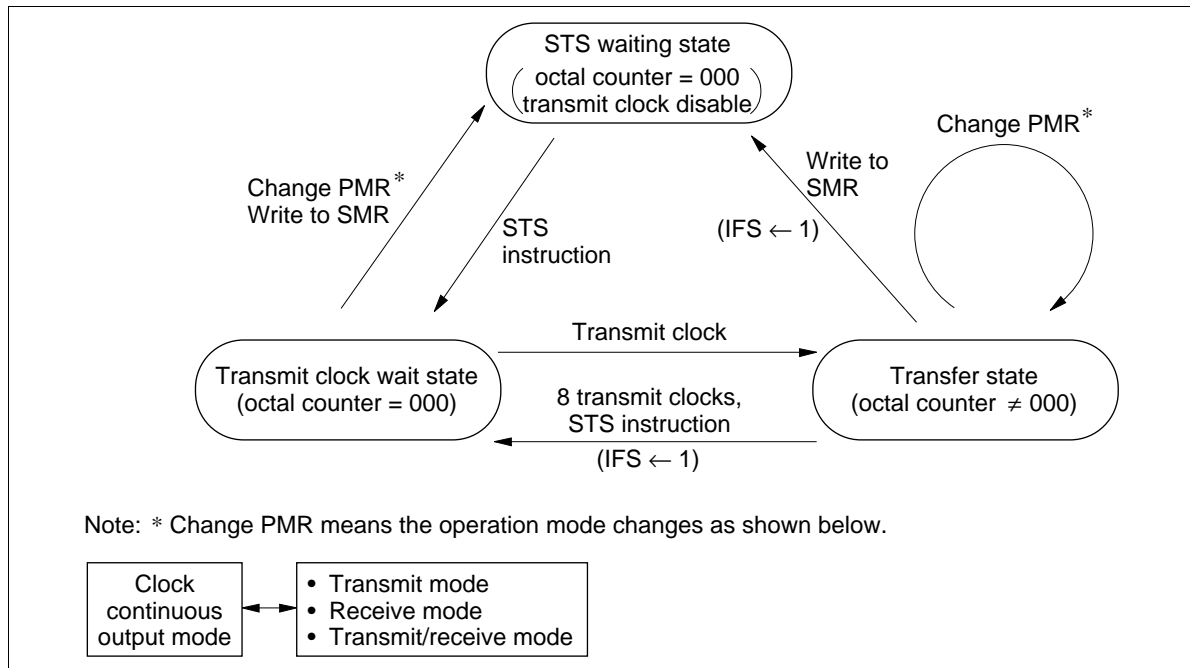 STS waiting state
(octal counter = 000
transmit clock disable)
Change PMR*
Write to SMR
STS
instruction
Write to
SMR
(IFS ← 1)
Change PMR*
Transmit clock wait state
(octal counter = 000)
Transmit clock
8 transmit clocks,
STS instruction
(IFS ← 1)
Transfer state
(octal counter ≠ 000)
Note: * Change PMR means the operation mode changes as shown below.
Clock
continuous
output mode
• Transmit mode
• Receive mode
• Transmit/receive mode